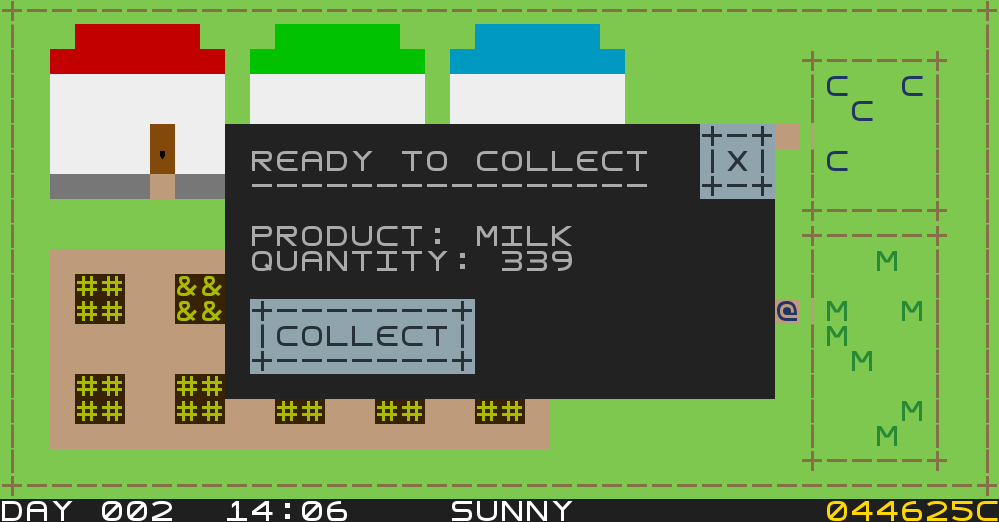 READY TO COLLECT
X
----------------
PRODUCT: MILK
QUANTITY: 339
COLLECT
C C
C
C
M
@ M M
M
M
M
M
## &&
## &&
## ##
## ## ## ## ##
DAY 002 14:06 SUNNY 044625C